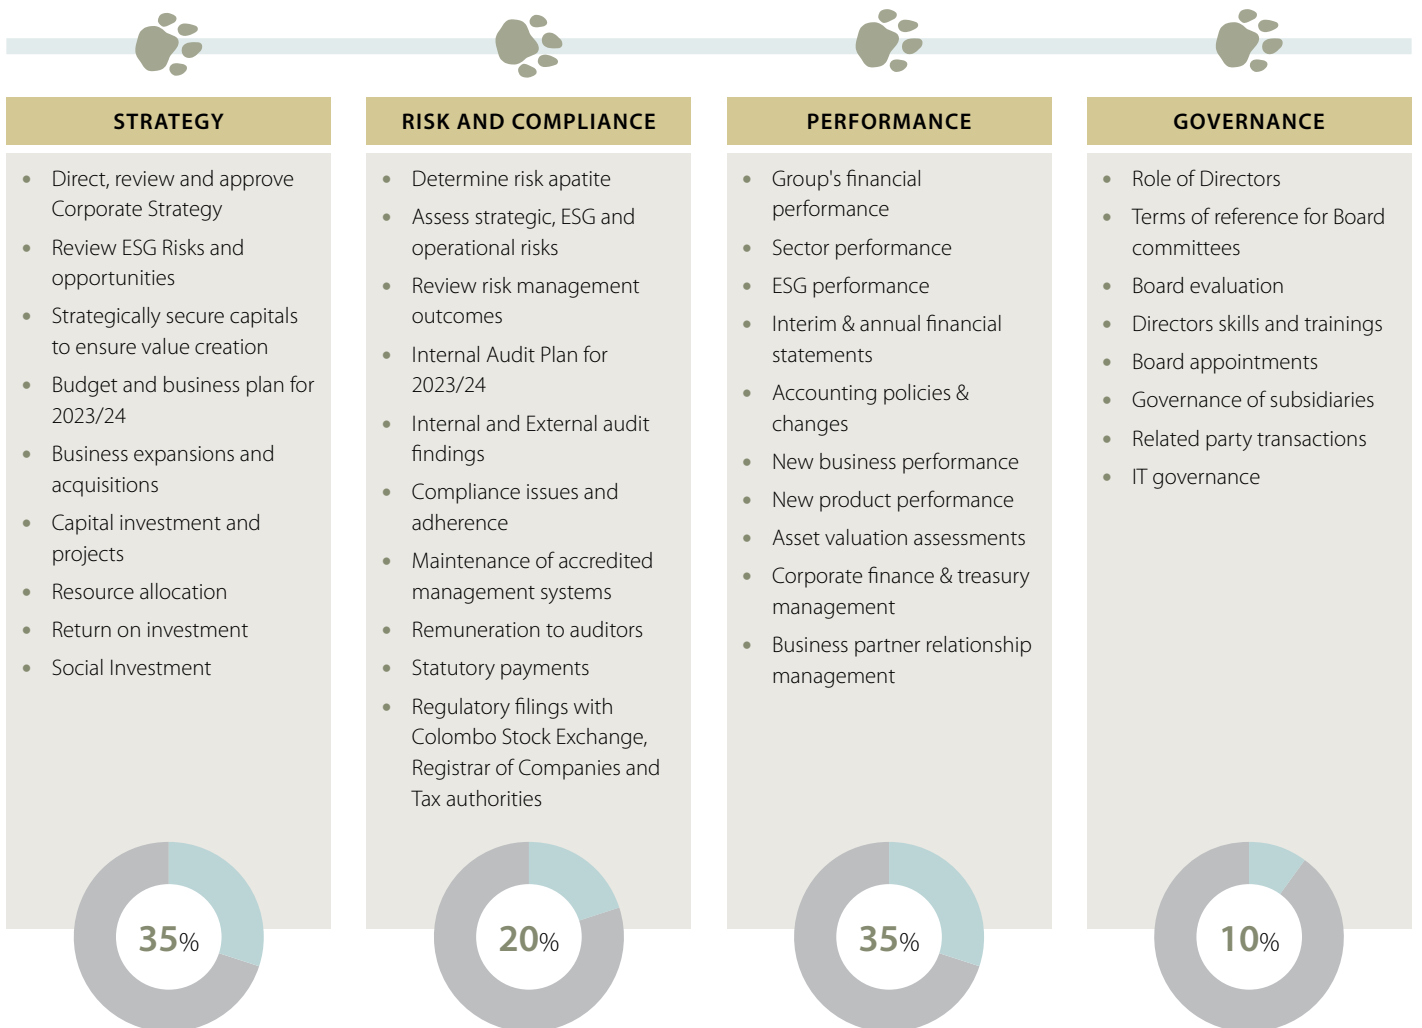 STRATEGY
• Direct, review and approve
Corporate Strategy
• Review ESG Risks and
opportunities
• Strategically secure capitals
to ensure value creation
• Budget and business plan for
2023/24
• Business expansions and
acquisitions
• Capital investment and
projects
• Resource allocation
• Return on investment
• Social Investment
35%
RISK AND COMPLIANCE
• Determine risk apatite
• Assess strategic, ESG and
operational risks
• Review risk management
outcomes
• Internal Audit Plan for
2023/24
• Internal and External audit
findings
• Compliance issues and
adherence
• Maintenance of accredited
management systems
• Remuneration to auditors
• Statutory payments
• Regulatory filings with
Colombo Stock Exchange,
Registrar of Companies and
Tax authorities
20%
PERFORMANCE
• Group's financial
performance
• Sector performance
• ESG performance
• Interim & annual financial
statements
• Accounting policies &
changes
• New business performance
• New product performance
• Asset valuation assessments
• Corporate finance & treasury
management
• Business partner relationship
management
35%
GOVERNANCE
• Role of Directors
• Terms of reference for Board
committees
• Board evaluation
• Directors skills and trainings
• Board appointments
• Governance of subsidiaries
• Related party transactions
• IT governance
10%